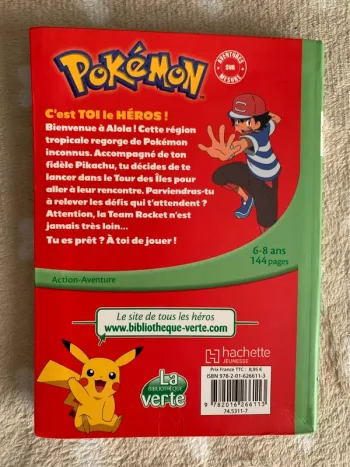 POKÉMON
AVENTURES
SUR
MESURE
C'est TOI le HÉROS !
Bienvenue à Alola ! Cette région
tropicale regorge de Pokémon
inconnus. Accompagné de ton
fidèle Pikachu, tu décides de te
lancer dans le Tour des Îles pour
aller à leur rencontre. Parviendras-tu
à relever les défis qui t'attendent ?
Attention, la Team Rocket n'est
jamais très loin...
Tu es prêt ? À toi de jouer !
6-8 ans
144 pages
Action-Aventure
Le site de tous les héros
www.bibliotheque-verte.com
hachette
JEUNESSE
Prix France TTC : 8,95 €
ISBN 978-2-01-626611-3
La
BIBLIOTHÈQUE
verte
9 782016 266113
74.5311-7